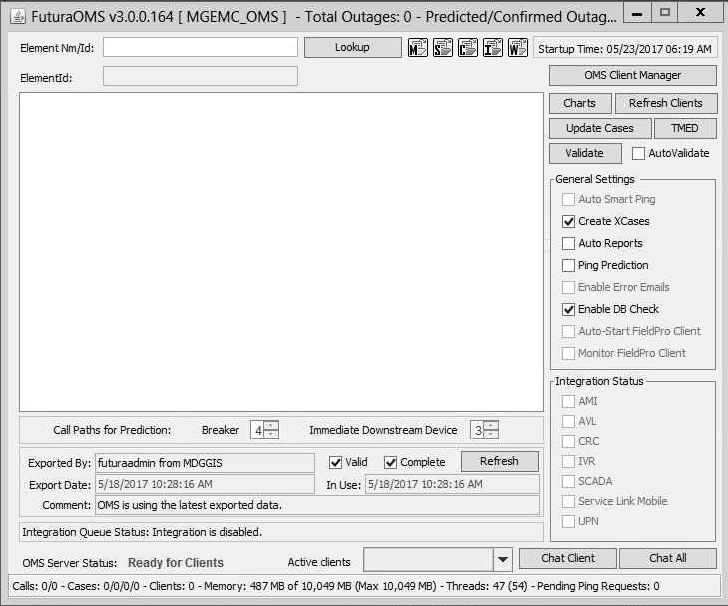 FuturaOMS v3.0.0.164 [ MGEMC_OMS ] - Total Outages: 0 - Predicted/Confirmed Outag...
Element Nm/Id:
Lookup
M
S
C
I
W
Startup Time: 05/23/2017 06:19 AM
ElementId:
OMS Client Manager
Charts
Refresh Clients
Update Cases
TMED
Validate
AutoValidate
General Settings
Auto Smart Ping
Create XCases
Auto Reports
Ping Prediction
Enable Error Emails
Enable DB Check
Auto-Start FieldPro Client
Monitor FieldPro Client
Integration Status
AMI
AVL
CRC
IVR
SCADA
Service Link Mobile
UPN
Call Paths for Prediction: Breaker 4 Immediate Downstream Device 3
Exported By: futuraadmin from MDGGIS Valid Complete Refresh
Export Date: 5/18/2017 10:28:16 AM In Use: 5/18/2017 10:28:16 AM
Comment: OMS is using the latest exported data.
Integration Queue Status: Integration is disabled.
OMS Server Status: Ready for Clients Active clients Chat Client Chat All
Calls: 0/0 - Cases: 0/0/0/0 - Clients: 0 - Memory: 487 MB of 10,049 MB (Max 10,049 MB) - Threads: 47 (54) - Pending Ping Requests: 0